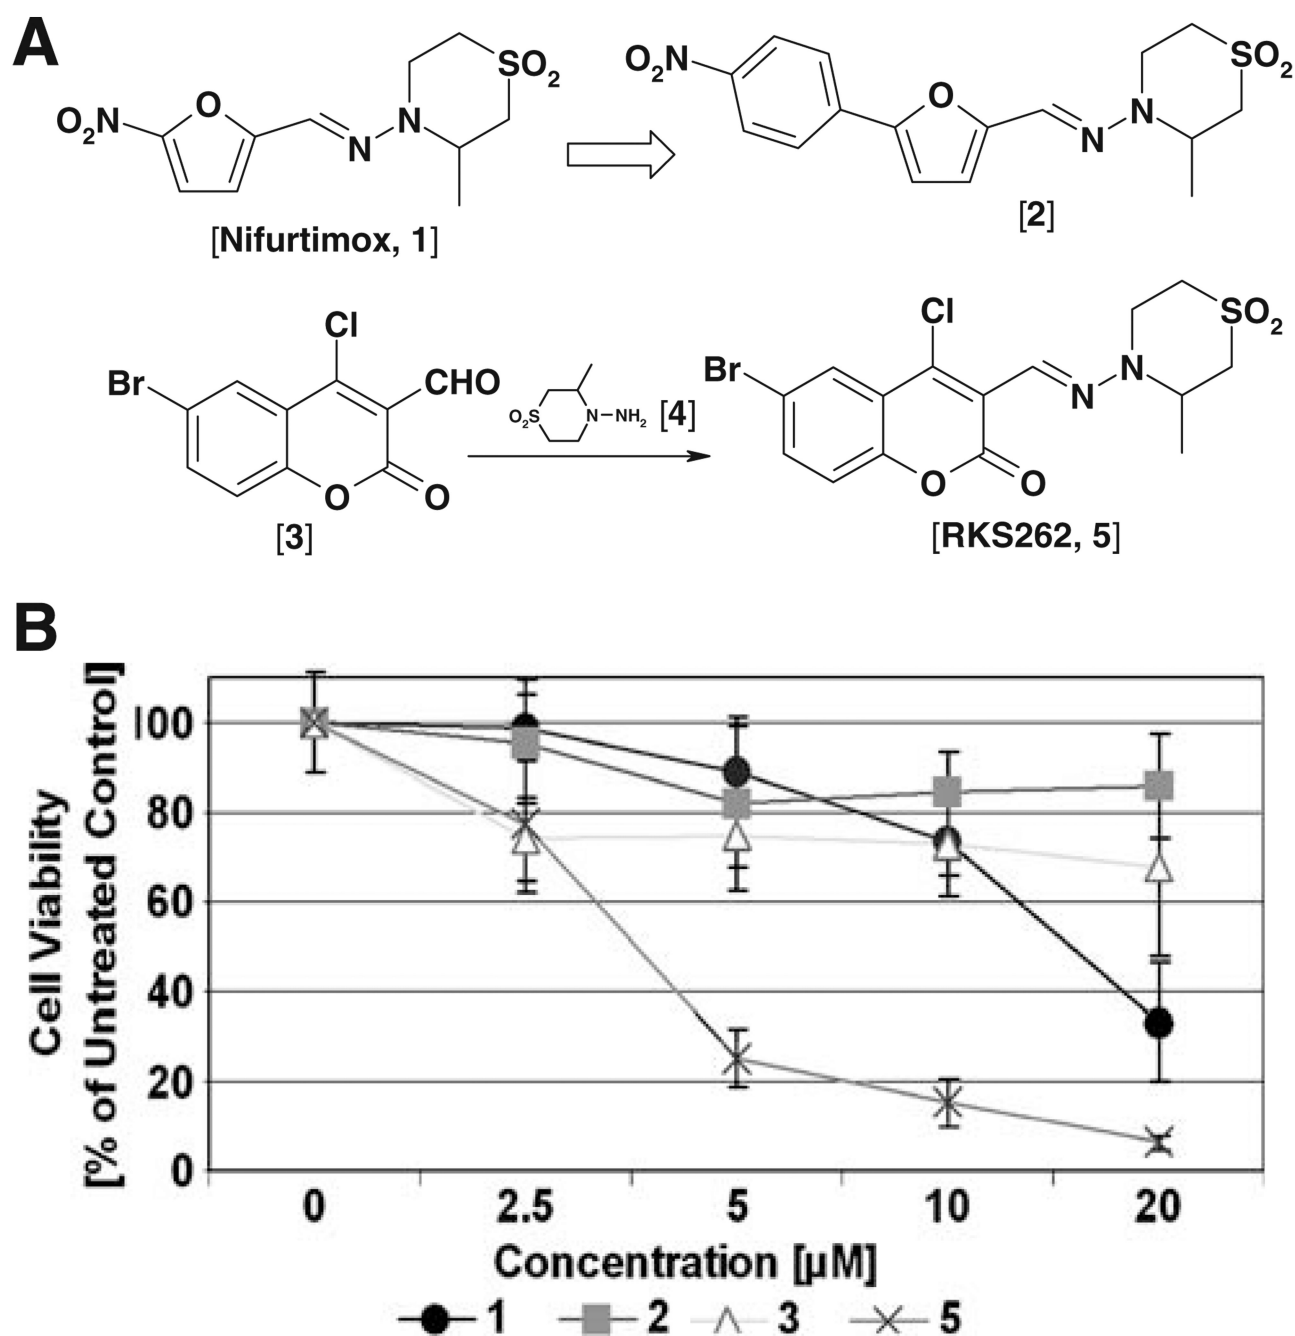 A
O₂N O N N SO₂
[Nifurtimox, 1]
O₂N O N N SO₂
[2]
Br Cl CHO O O
[3]
O₂S N–NH₂ [4]
Br Cl N N SO₂ O O
[RKS262, 5]
B
Cell Viability
[% of Untreated Control]
100
80
60
40
20
0
0 2.5 5 10 20
Concentration [µM]
1 2 3 5